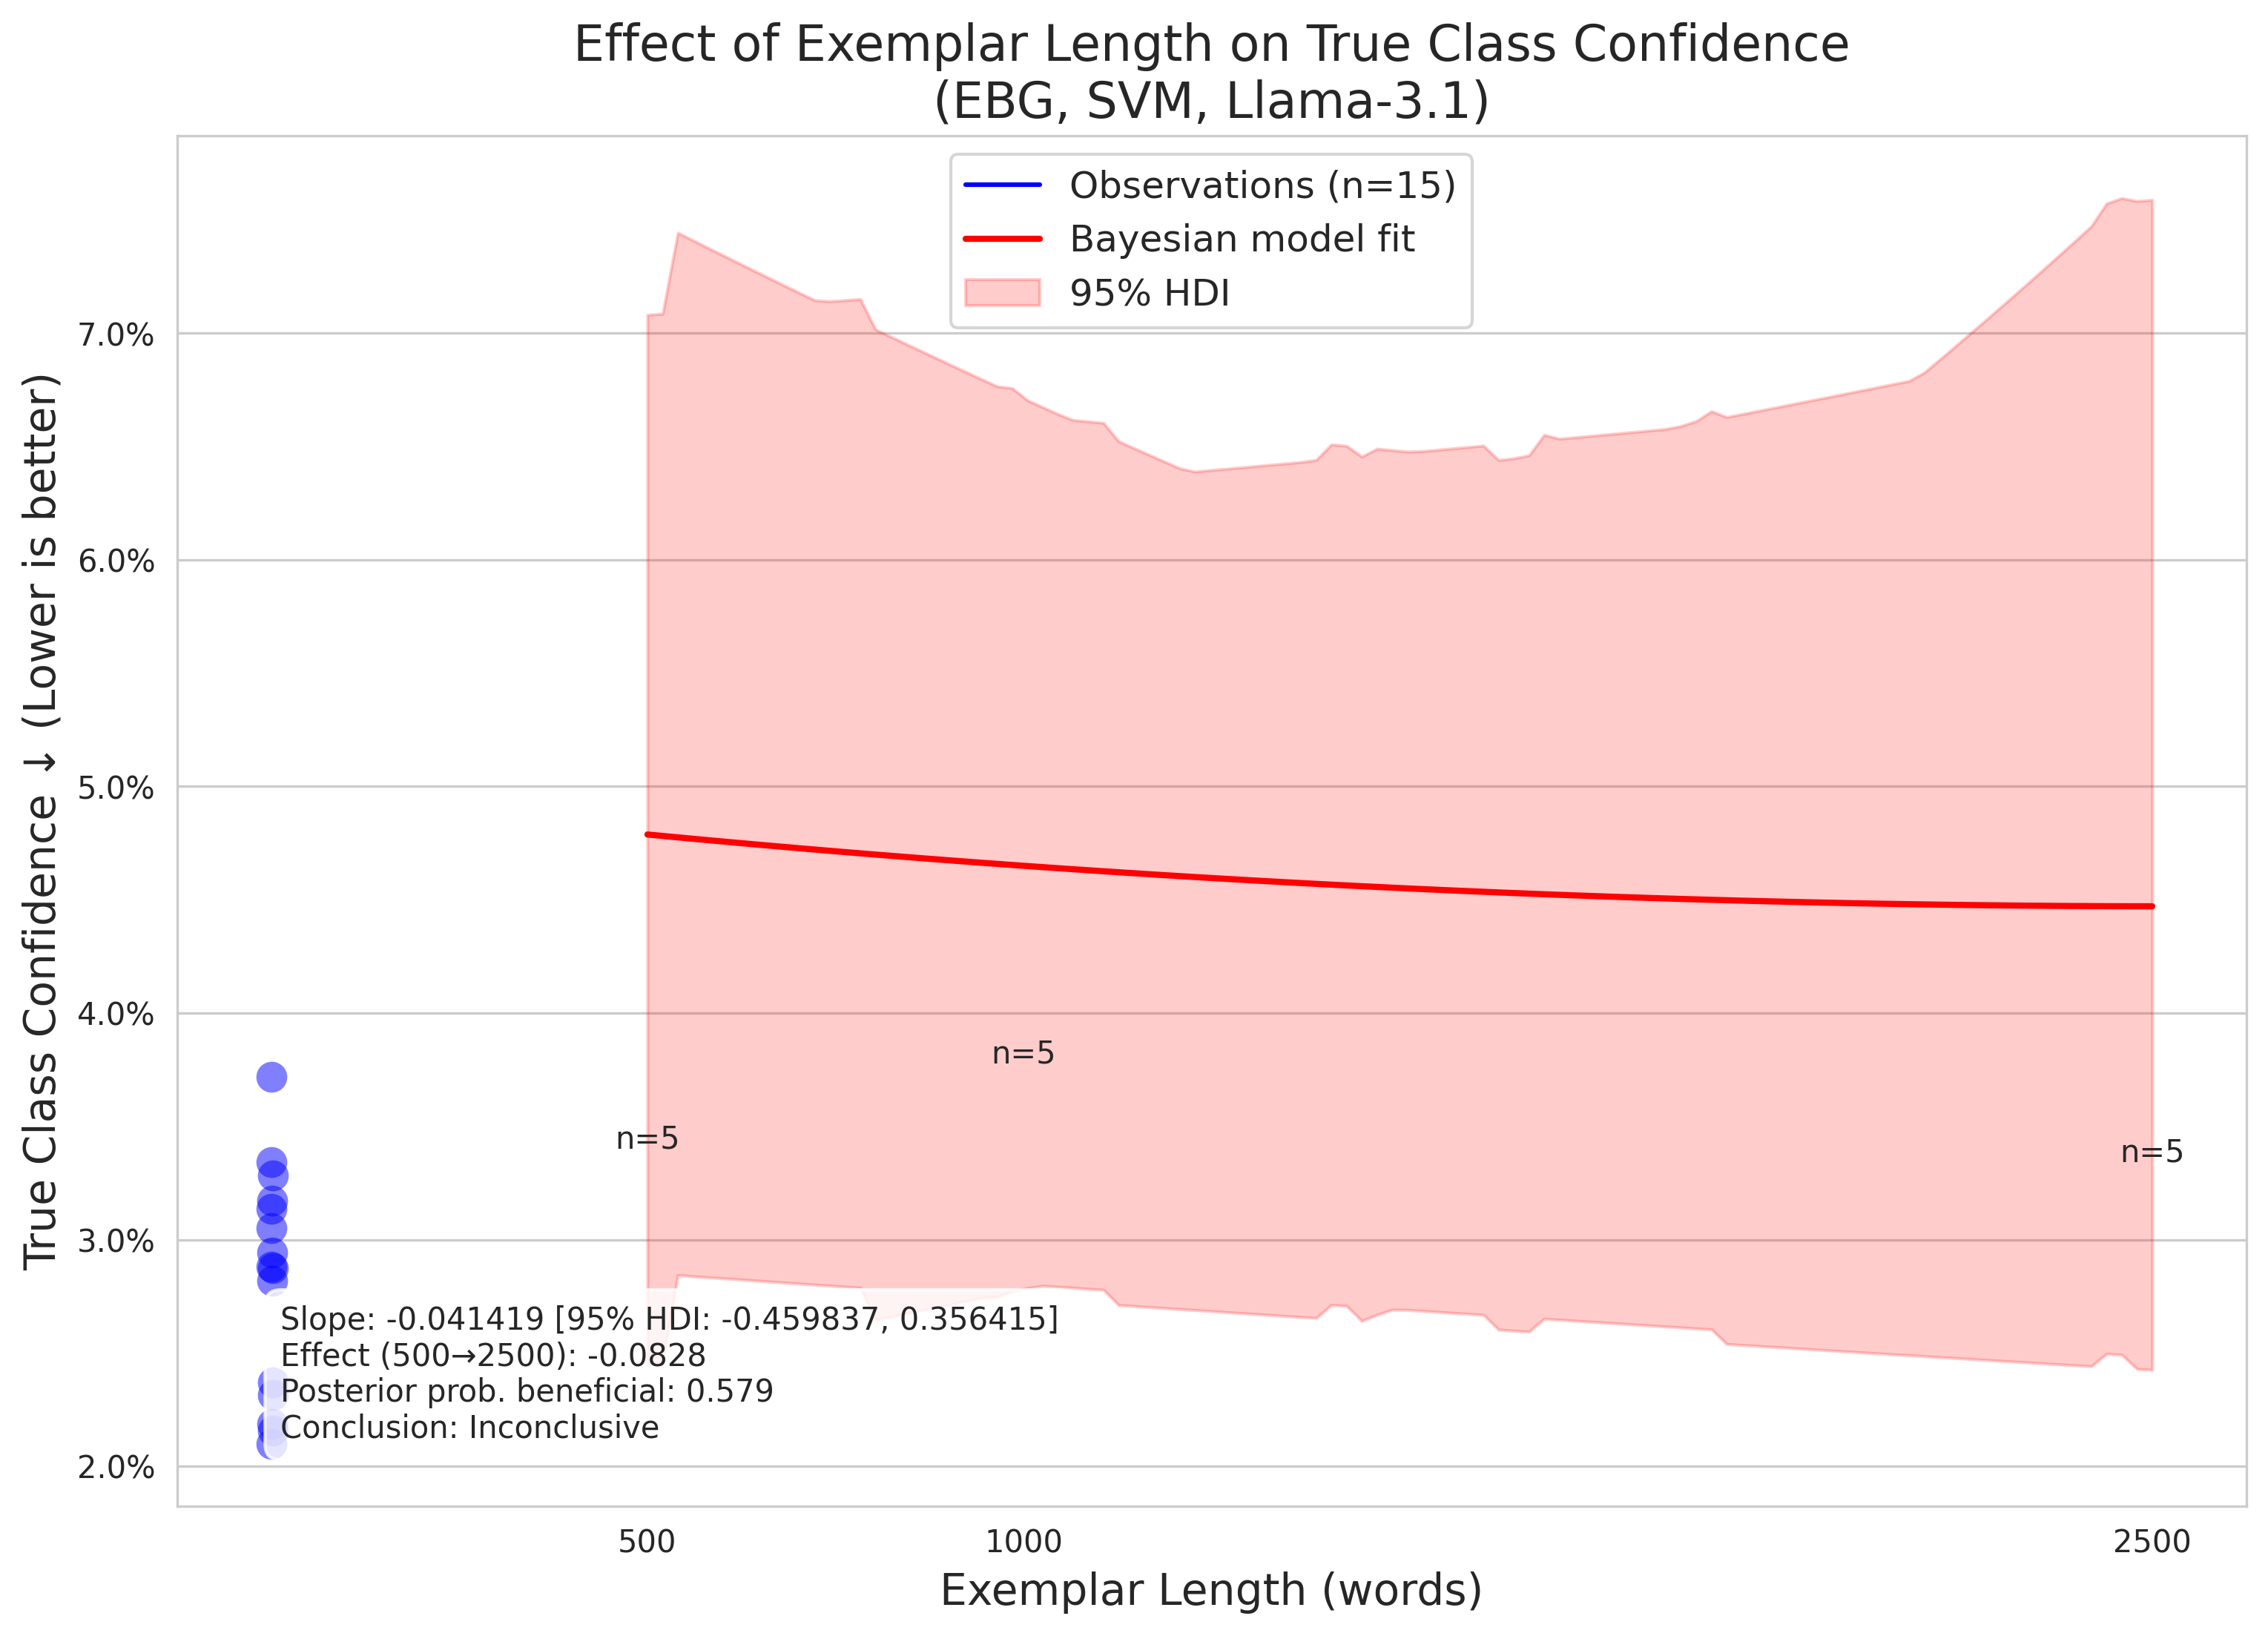 Effect of Exemplar Length on True Class Confidence
(EBG, SVM, Llama-3.1)
Observations (n=15)
Bayesian model fit
95% HDI
True Class Confidence ↓ (Lower is better)
7.0%
6.0%
5.0%
4.0%
3.0%
2.0%
n=5
n=5
n=5
Slope: -0.041419 [95% HDI: -0.459837, 0.356415]
Effect (500→2500): -0.0828
Posterior prob. beneficial: 0.579
Conclusion: Inconclusive
500
1000
2500
Exemplar Length (words)